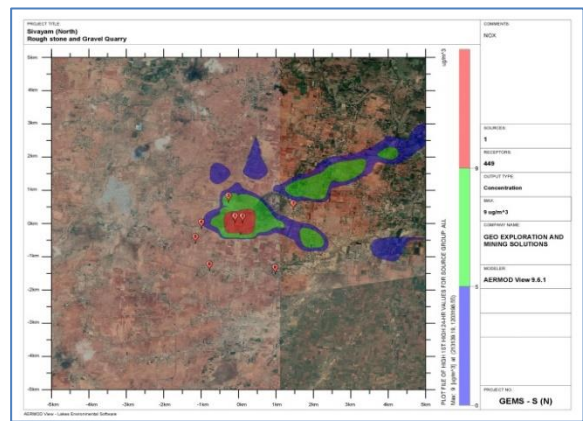 PROJECT TITLE:
Sivayam (North)
Rough stone and Gravel Quarry
5km
4km
3km
2km
1km
0km
-1km
-2km
-3km
-4km
-5km
-5km
-4km
-3km
-2km
-1km
0km
1km
2km
3km
4km
5km
AERMOD View - Lakes Environmental Software
ug/m^3
9
5
PLOT FILE OF HIGH 1ST HIGH 24-HR VALUES FOR SOURCE GROUP: ALL
COMMENTS:
NOX
SOURCES:
1
RECEPTORS:
449
OUTPUT TYPE:
Concentration
MAX:
9 ug/m^3
COMPANY NAME:
GEO EXPLORATION AND
MINING SOLUTIONS
MODELER:
AERMOD View 9.6.1
PROJECT NO.:
GEMS - S (N)